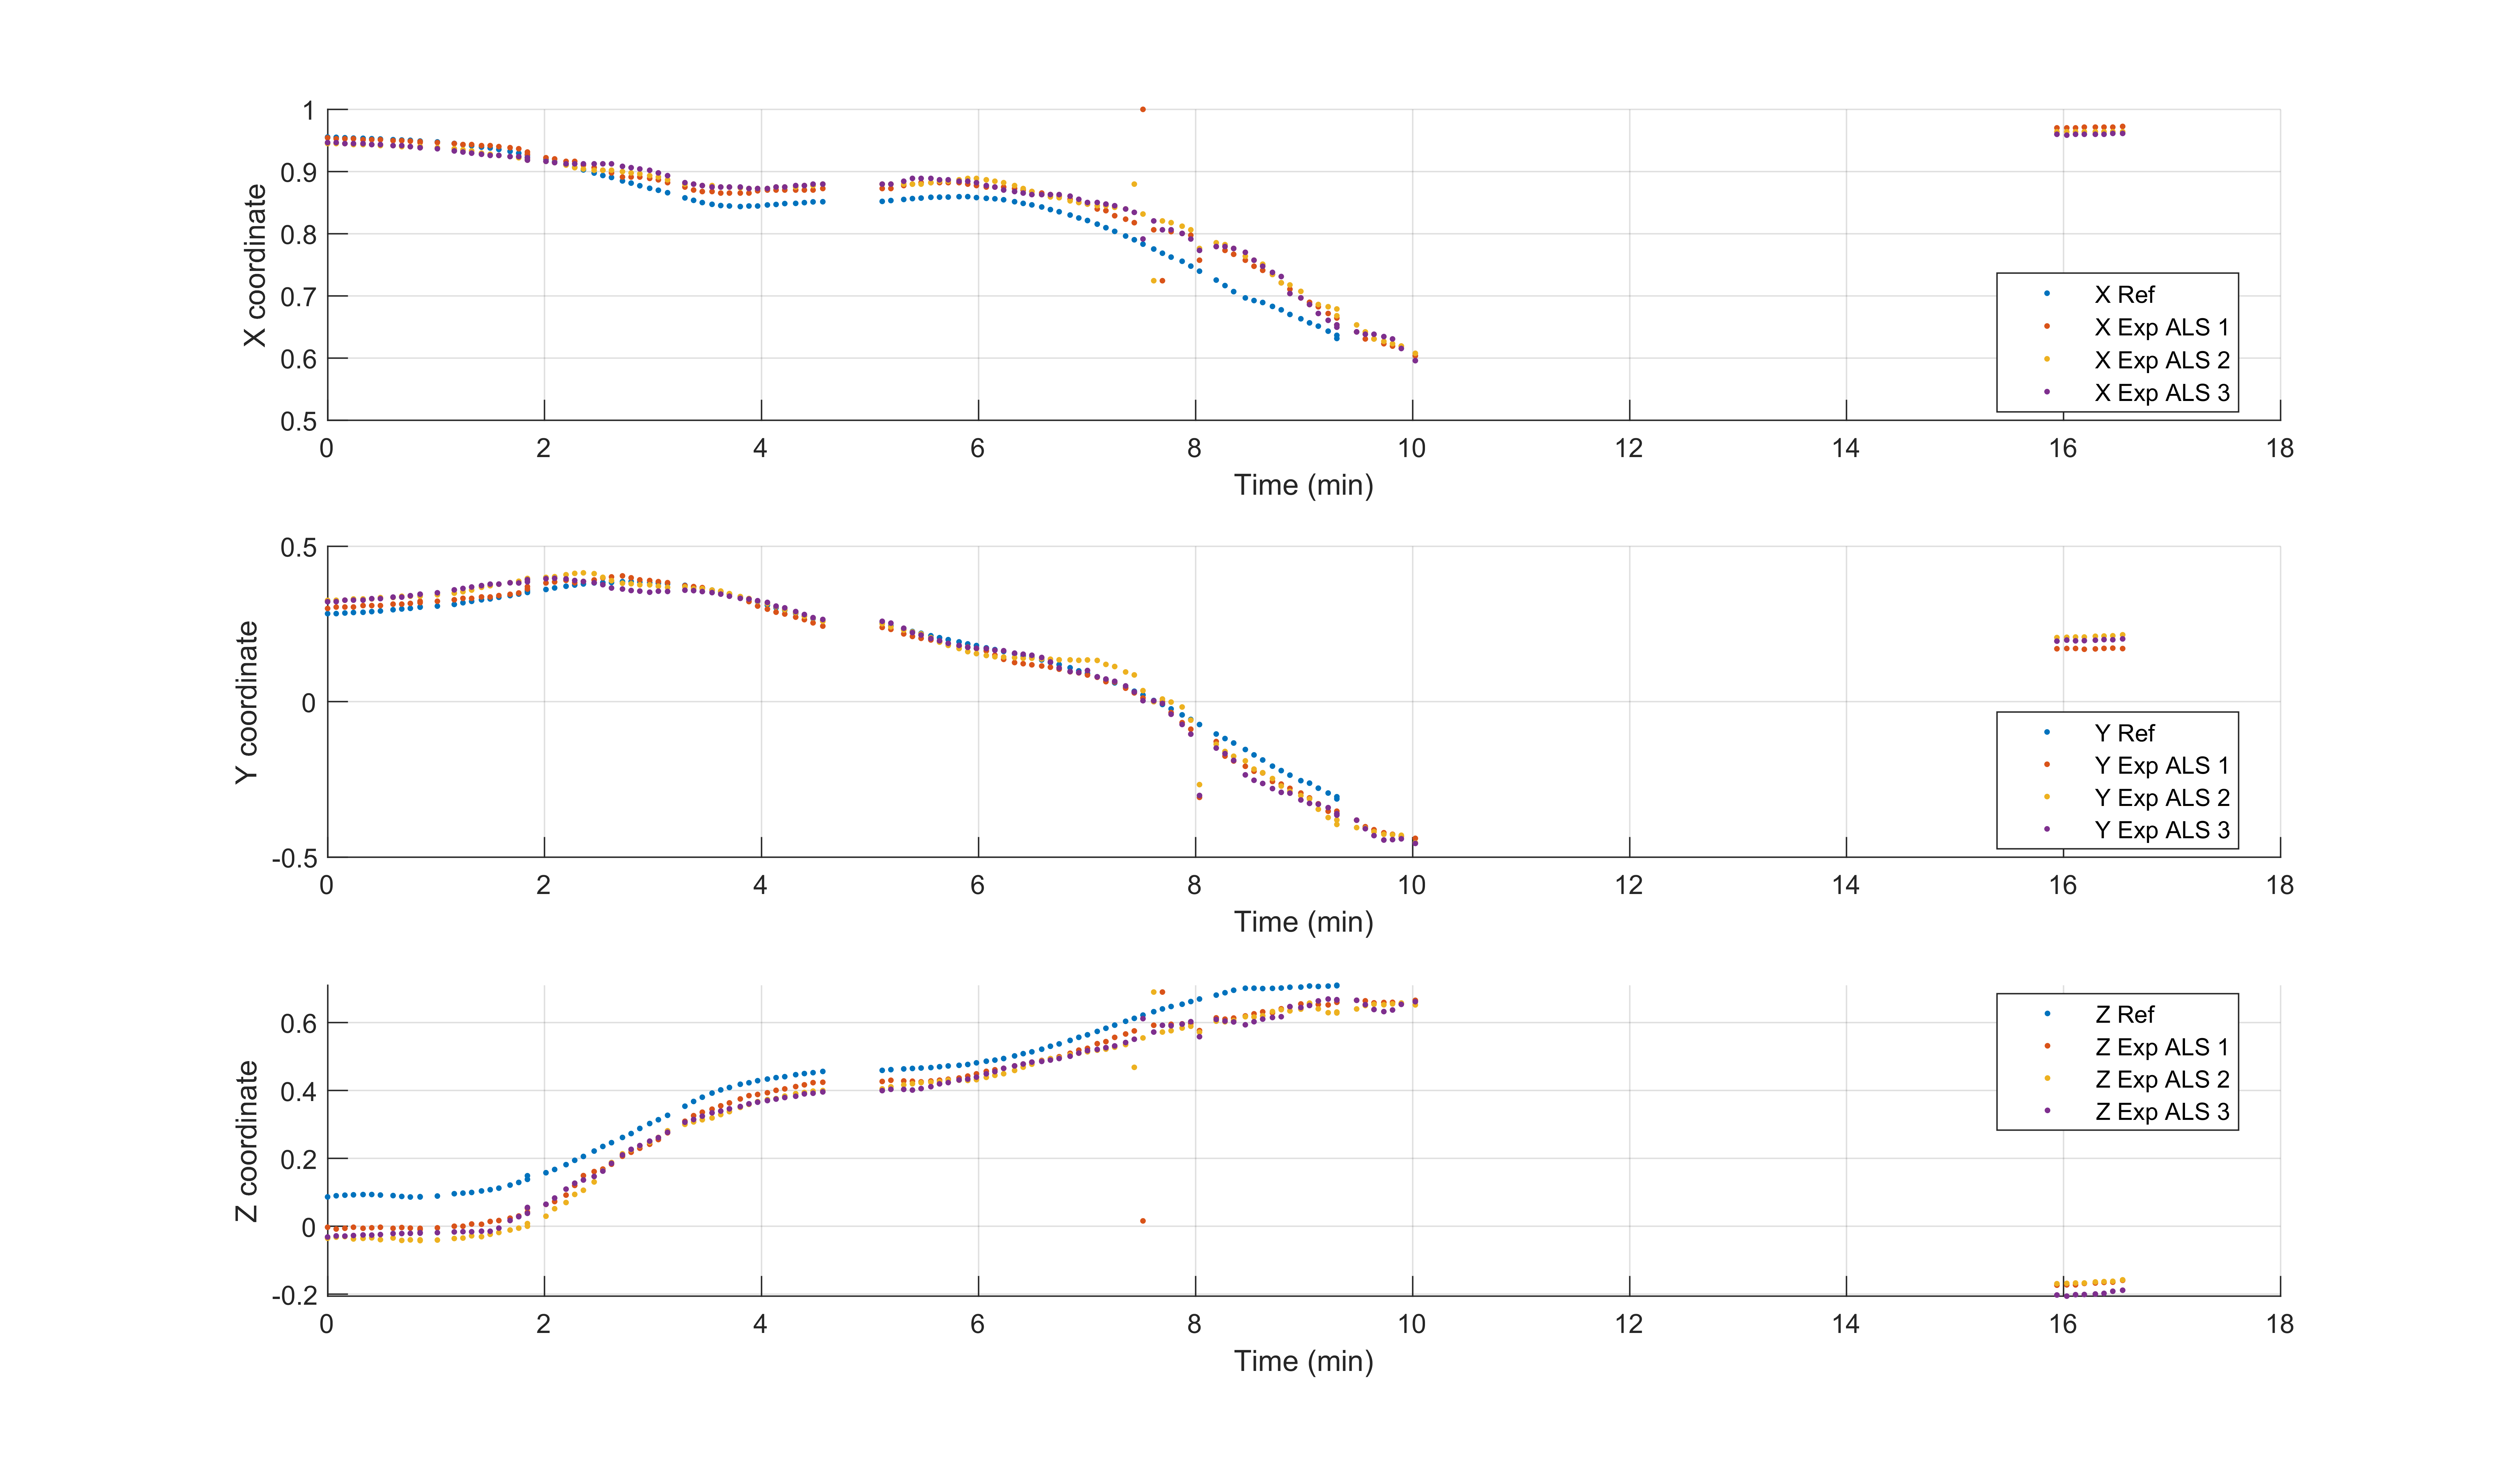 1
0.9
0.8
0.7
0.6
0.5
X coordinate
X Ref
X Exp ALS 1
X Exp ALS 2
X Exp ALS 3
0 2 4 6 8 10 12 14 16 18
Time (min)
0.5
0
-0.5
Y coordinate
Y Ref
Y Exp ALS 1
Y Exp ALS 2
Y Exp ALS 3
0 2 4 6 8 10 12 14 16 18
Time (min)
0.6
0.4
0.2
0
-0.2
Z coordinate
Z Ref
Z Exp ALS 1
Z Exp ALS 2
Z Exp ALS 3
0 2 4 6 8 10 12 14 16 18
Time (min)